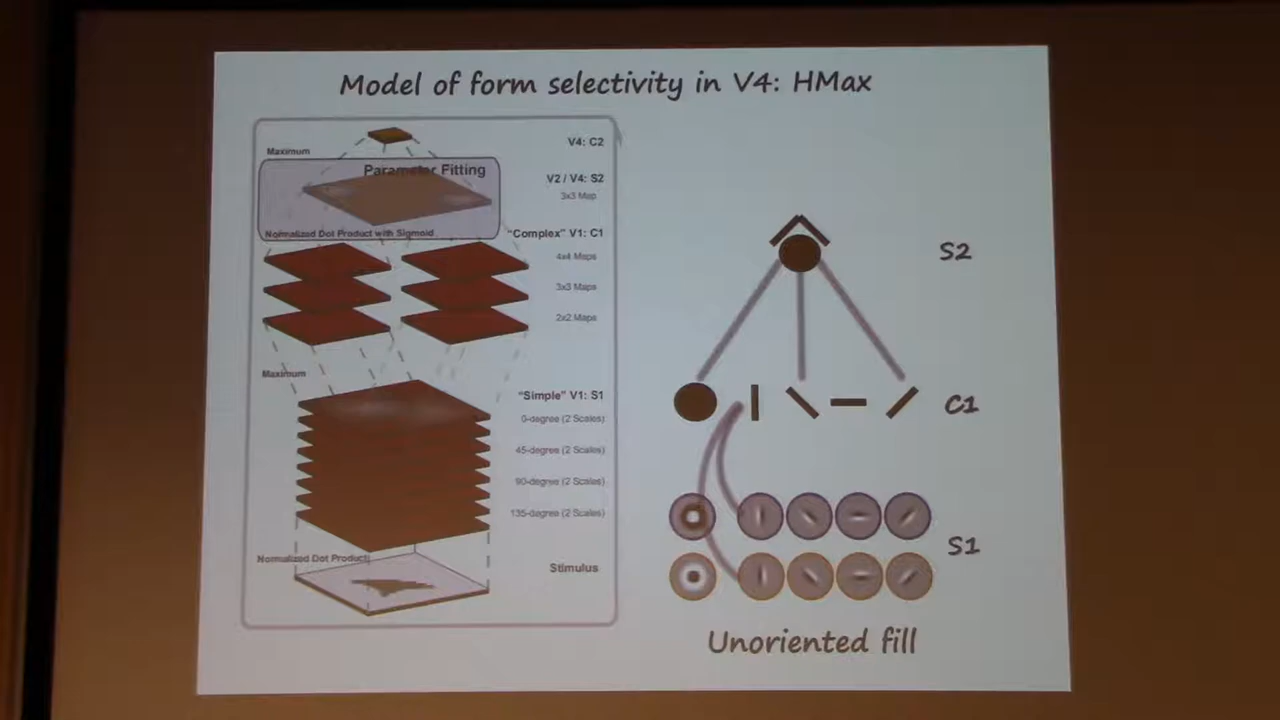 Model of form selectivity in V4: HMax
V4: C2
Maximum
Parameter Fitting
V2 / V4: S2
3x3 Map
Normalized Dot Product with Sigmoid
"Complex" V1: C1
4x4 Maps
3x3 Maps
2x2 Maps
Maximum
"Simple" V1: S1
0-degree (2 Scales)
45-degree (2 Scales)
90-degree (2 Scales)
135-degree (2 Scales)
Normalized Dot Product
Stimulus
S2
C1
S1
Unoriented fill